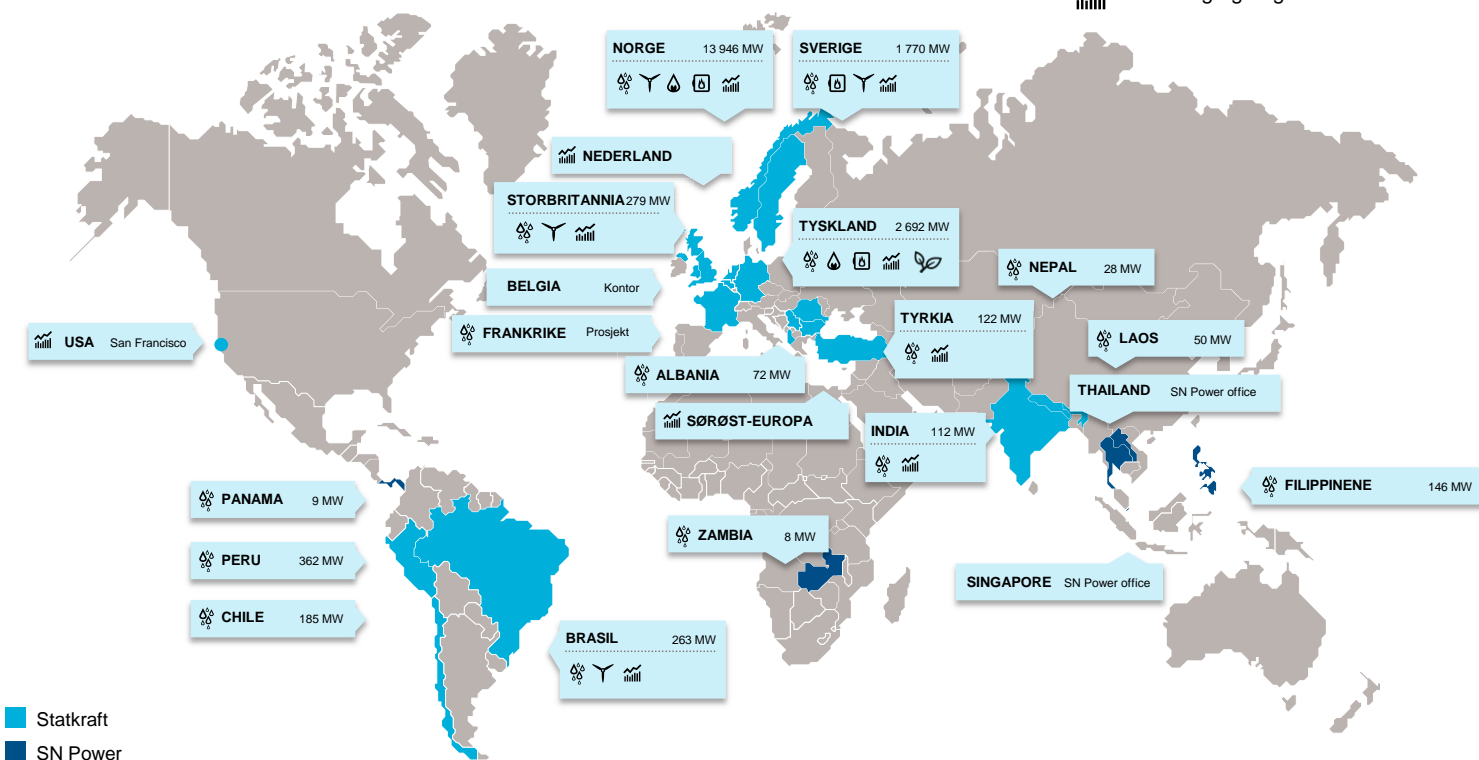 NORGE 13 946 MW
SVERIGE 1 770 MW
NEDERLAND
STORBRITANNIA 279 MW
TYSKLAND 2 692 MW
BELGIA Kontor
NEPAL 28 MW
FRANKRIKE Prosjekt
TYRKIA 122 MW
USA San Francisco
LAOS 50 MW
ALBANIA 72 MW
THAILAND SN Power office
SØRØST-EUROPA
INDIA 112 MW
PANAMA 9 MW
FILIPPINENE 146 MW
ZAMBIA 8 MW
PERU 362 MW
SINGAPORE SN Power office
CHILE 185 MW
BRASIL 263 MW
Statkraft
SN Power